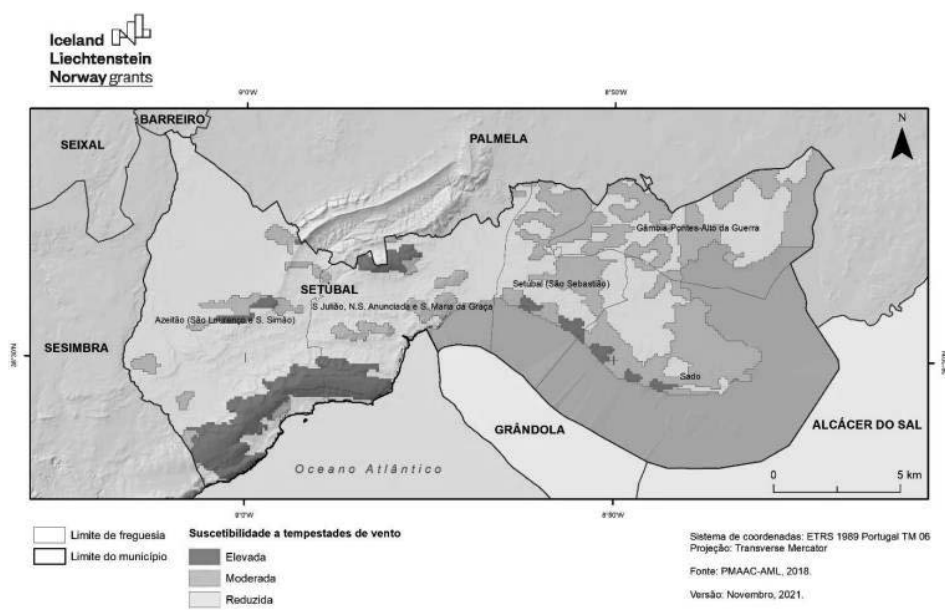 Iceland
Liechtenstein
Norway grants
9°0'W
8°50'W
BARREIRO
SEIXAL
PALMELA
N
Gâmbia-Pontes-Alto da Guerra
SETÚBAL
Setúbal (São Sebastião)
S.Julião, N.S. Anunciada e S. Maria da Graça
Azeitão (São Lourenço e S. Simão)
SESIMBRA
38°30'N
Sado
GRÂNDOLA
ALCÁCER DO SAL
Oceano Atlântico
0
5 km
9°0'W
8°50'W
Limite de freguesia
Limite do município
Suscetibilidade a tempestades de vento
Elevada
Moderada
Reduzida
Sistema de coordenadas: ETRS 1989 Portugal TM 06
Projeção: Transverse Mercator
Fonte: PMAAC-AML, 2018.
Versão: Novembro, 2021.